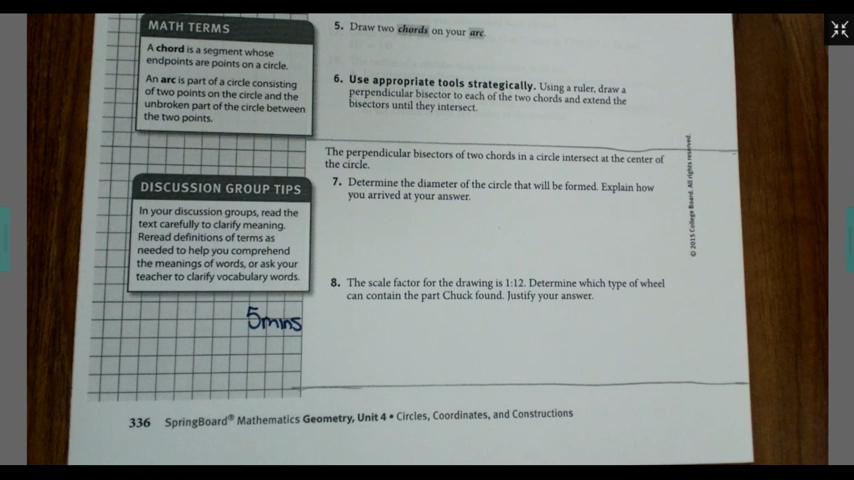 MATH TERMS
A chord is a segment whose
endpoints are points on a circle.
An arc is part of a circle consisting
of two points on the circle and the
unbroken part of the circle between
the two points.
5. Draw two chords on your arc.
6. Use appropriate tools strategically. Using a ruler, draw a
perpendicular bisector to each of the two chords and extend the
bisectors until they intersect.
The perpendicular bisectors of two chords in a circle intersect at the center of
the circle.
DISCUSSION GROUP TIPS
In your discussion groups, read the
text carefully to clarify meaning.
Reread definitions of terms as
needed to help you comprehend
the meanings of words, or ask your
teacher to clarify vocabulary words.
7. Determine the diameter of the circle that will be formed. Explain how
you arrived at your answer.
8. The scale factor for the drawing is 1:12. Determine which type of wheel
can contain the part Chuck found. Justify your answer.
5mins
© 2015 College Board. All rights reserved.
336 SpringBoard® Mathematics Geometry, Unit 4 • Circles, Coordinates, and Constructions